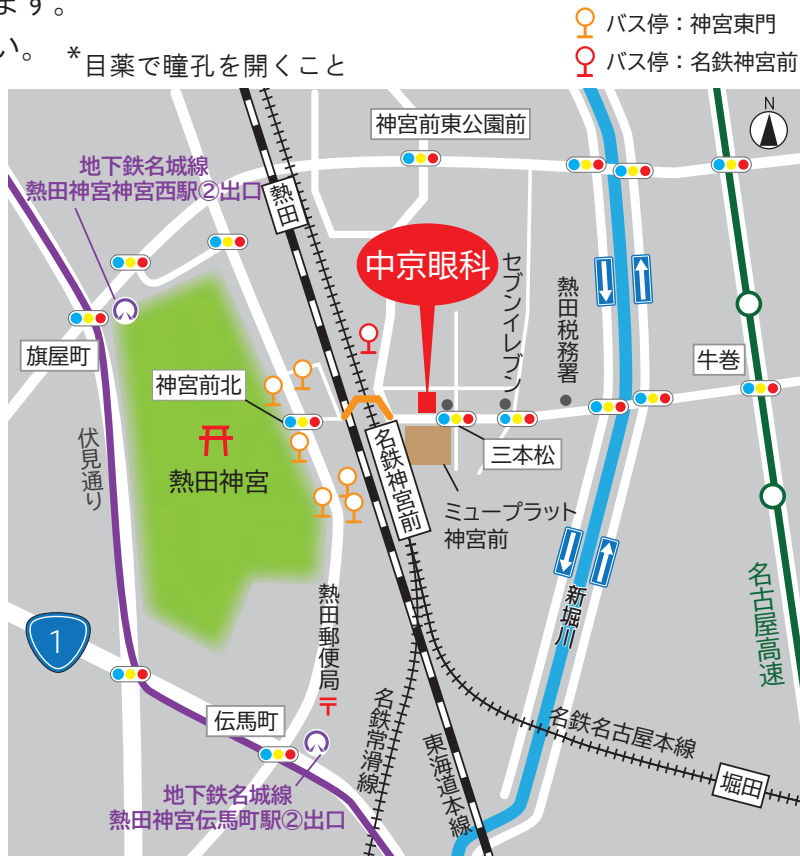 ます。
い。 *目薬で瞳孔を開くこと
バス停：神宮東門
バス停：名鉄神宮前
N
神宮前東公園前
地下鉄名城線
熱田神宮神宮西駅②出口
熱田
中京眼科
セブンイレブン
熱田税務署
旗屋町
神宮前北
牛巻
伏見通り
熱田神宮
名鉄神宮前
三本松
ミュープラット
神宮前
名古屋高速
新堀川
1
熱田郵便局
〒
伝馬町
名鉄常滑線
東海道本線
名鉄名古屋本線
堀田
地下鉄名城線
熱田神宮伝馬町駅②出口